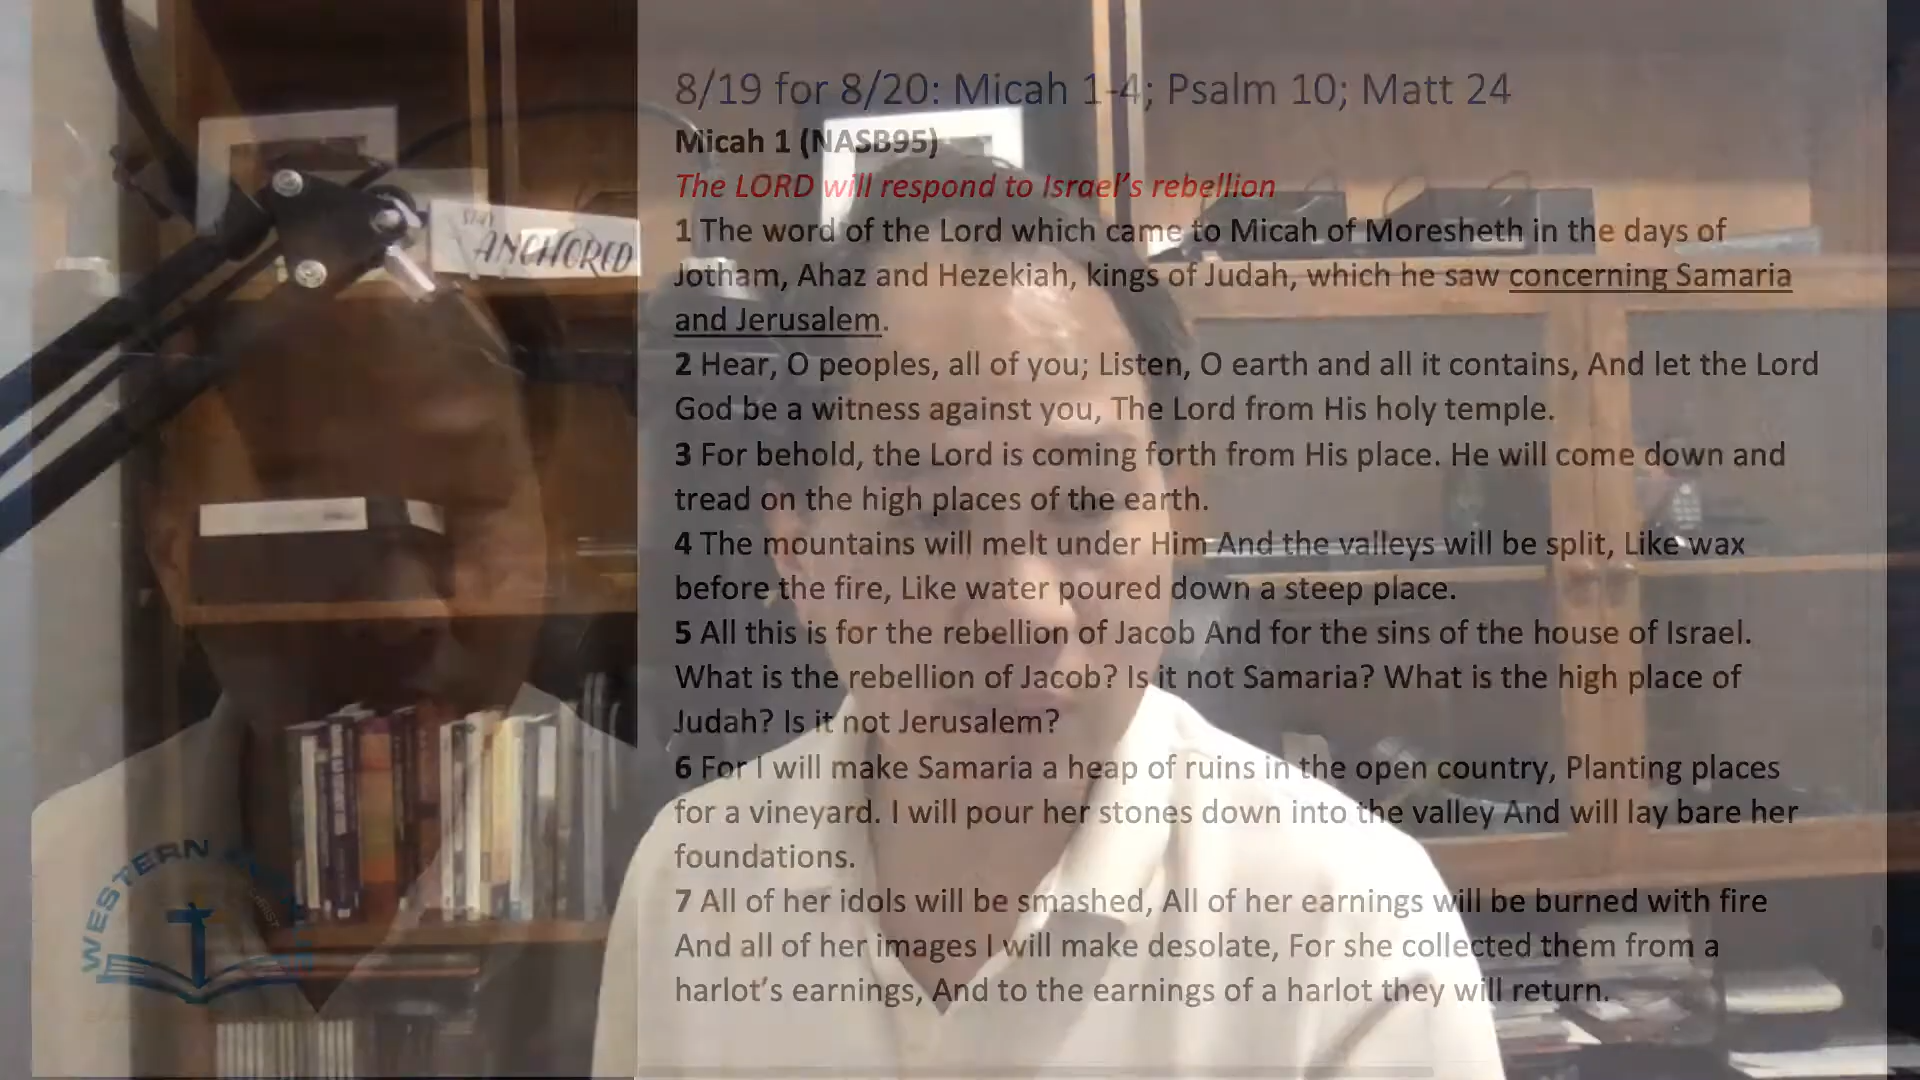 8/19 for 8/20: Micah 1-4; Psalm 10; Matt 24
Micah 1 (NASB95)
The LORD will respond to Israel's rebellion
1 The word of the Lord which came to Micah of Moresheth in the days of
Jotham, Ahaz and Hezekiah, kings of Judah, which he saw concerning Samaria
and Jerusalem.
2 Hear, O peoples, all of you; Listen, O earth and all it contains, And let the Lord
God be a witness against you, The Lord from His holy temple.
3 For behold, the Lord is coming forth from His place. He will come down and
tread on the high places of the earth.
4 The mountains will melt under Him And the valleys will be split, Like wax
before the fire, Like water poured down a steep place.
5 All this is for the rebellion of Jacob And for the sins of the house of Israel.
What is the rebellion of Jacob? Is it not Samaria? What is the high place of
Judah? Is it not Jerusalem?
6 For I will make Samaria a heap of ruins in the open country, Planting places
for a vineyard. I will pour her stones down into the valley And will lay bare her
foundations.
7 All of her idols will be smashed, All of her earnings will be burned with fire
And all of her images I will make desolate, For she collected them from a
harlot's earnings, And to the earnings of a harlot they will return.
STAY
ANCHORED
WESTERN
CHRIST